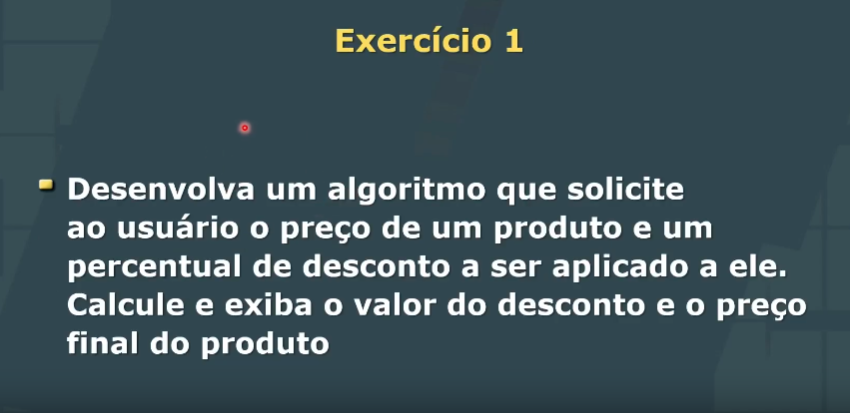 Exercício 1
Desenvolva um algoritmo que solicite
ao usuário o preço de um produto e um
percentual de desconto a ser aplicado a ele.
Calcule e exiba o valor do desconto e o preço
final do produto